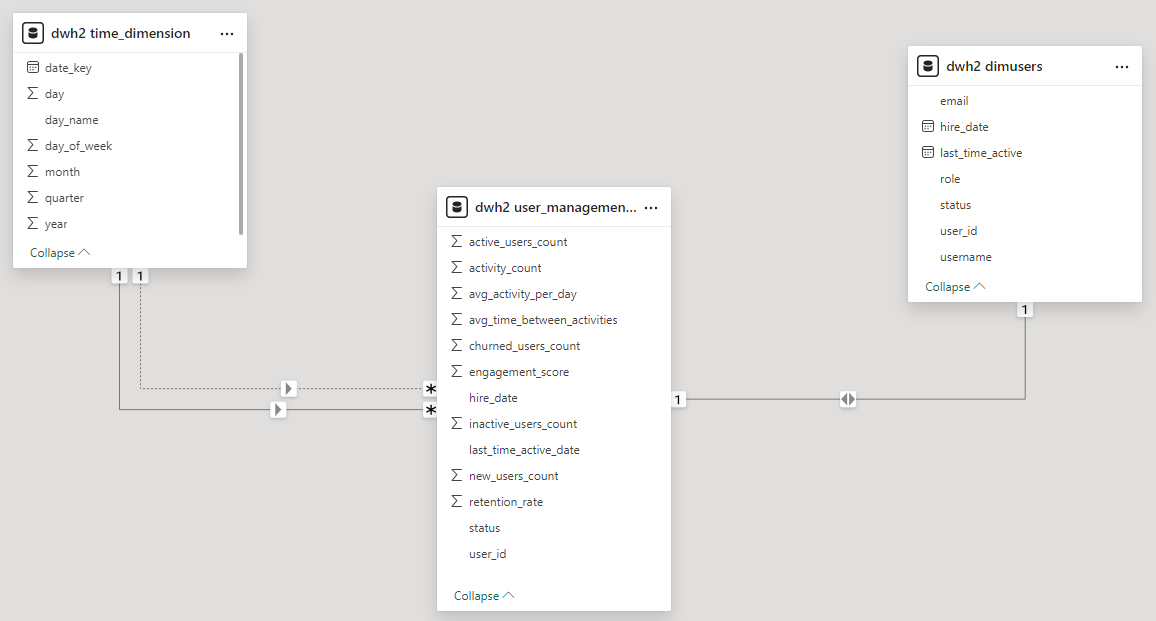 dwh2 time_dimension
date_key
day
day_name
day_of_week
month
quarter
year
Collapse
1 1
dwh2 user_managemen...
active_users_count
activity_count
avg_activity_per_day
avg_time_between_activities
churned_users_count
engagement_score
hire_date
inactive_users_count
last_time_active_date
new_users_count
retention_rate
status
user_id
Collapse
*
*
1
dwh2 dimusers
email
hire_date
last_time_active
role
status
user_id
username
Collapse
1